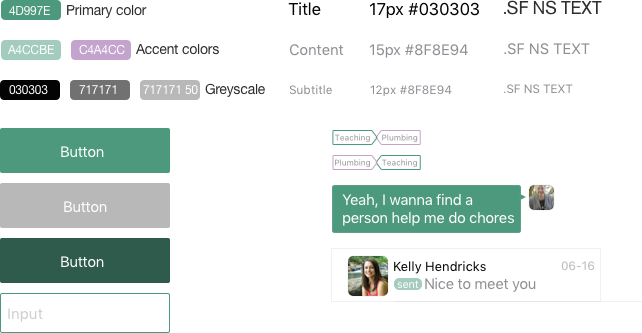 4D997E Primary color
A4CCBE C4A4CC Accent colors
030303 717171 717171 50 Greyscale
Title 17px #030303 .SF NS TEXT
Content 15px #8F8E94 .SF NS TEXT
Subtitle 12px #8F8E94 .SF NS TEXT
Button
Button
Button
Input
Teaching Plumbing
Plumbing Teaching
Yeah, I wanna find a
person help me do chores
Kelly Hendricks 06-16
sent Nice to meet you